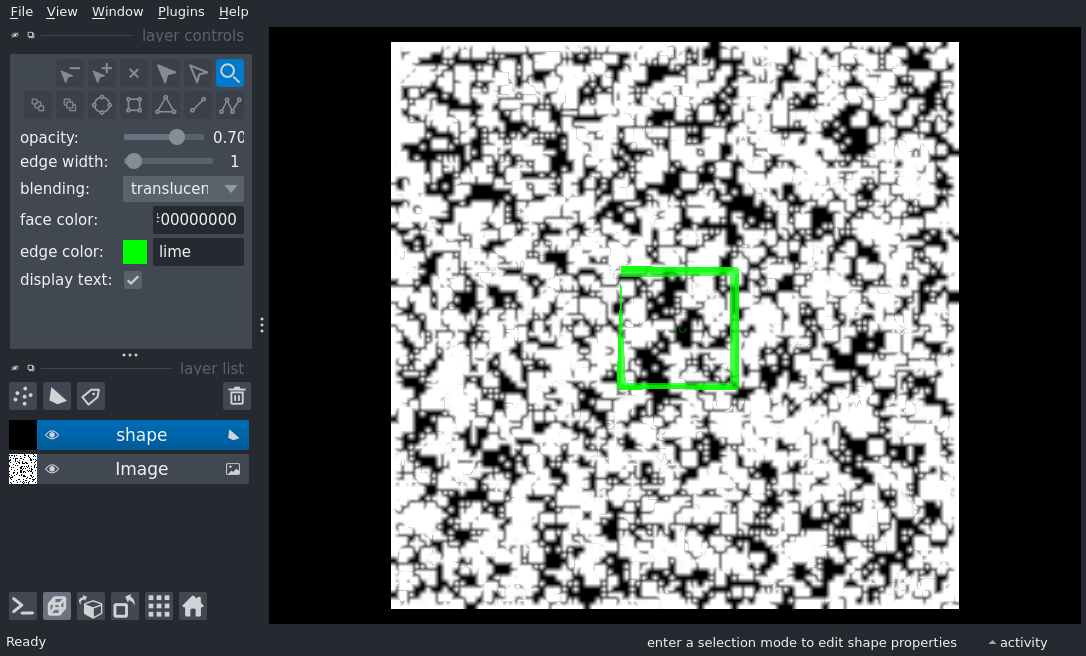 File View Window Plugins Help
layer controls
opacity: 0.70
edge width: 1
blending: translucen
face color: 00000000
edge color: lime
display text:
layer list
shape
Image
Ready enter a selection mode to edit shape properties activity